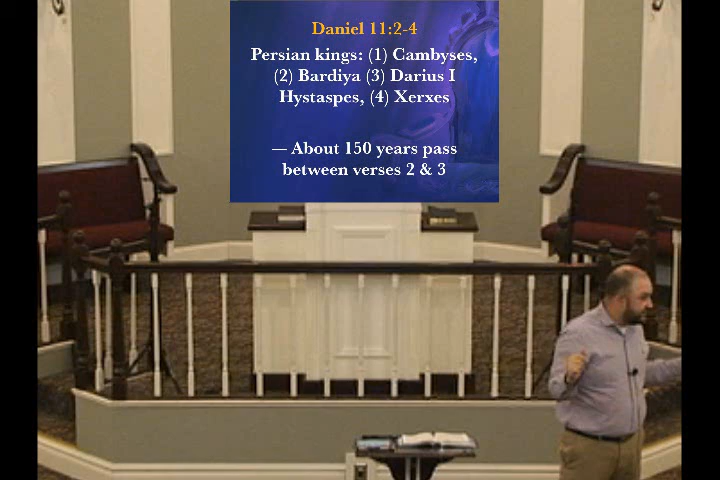 Daniel 11:2-4
Persian kings: (1) Cambyses,
(2) Bardiya (3) Darius I
Hystaspes, (4) Xerxes
— About 150 years pass
between verses 2 & 3